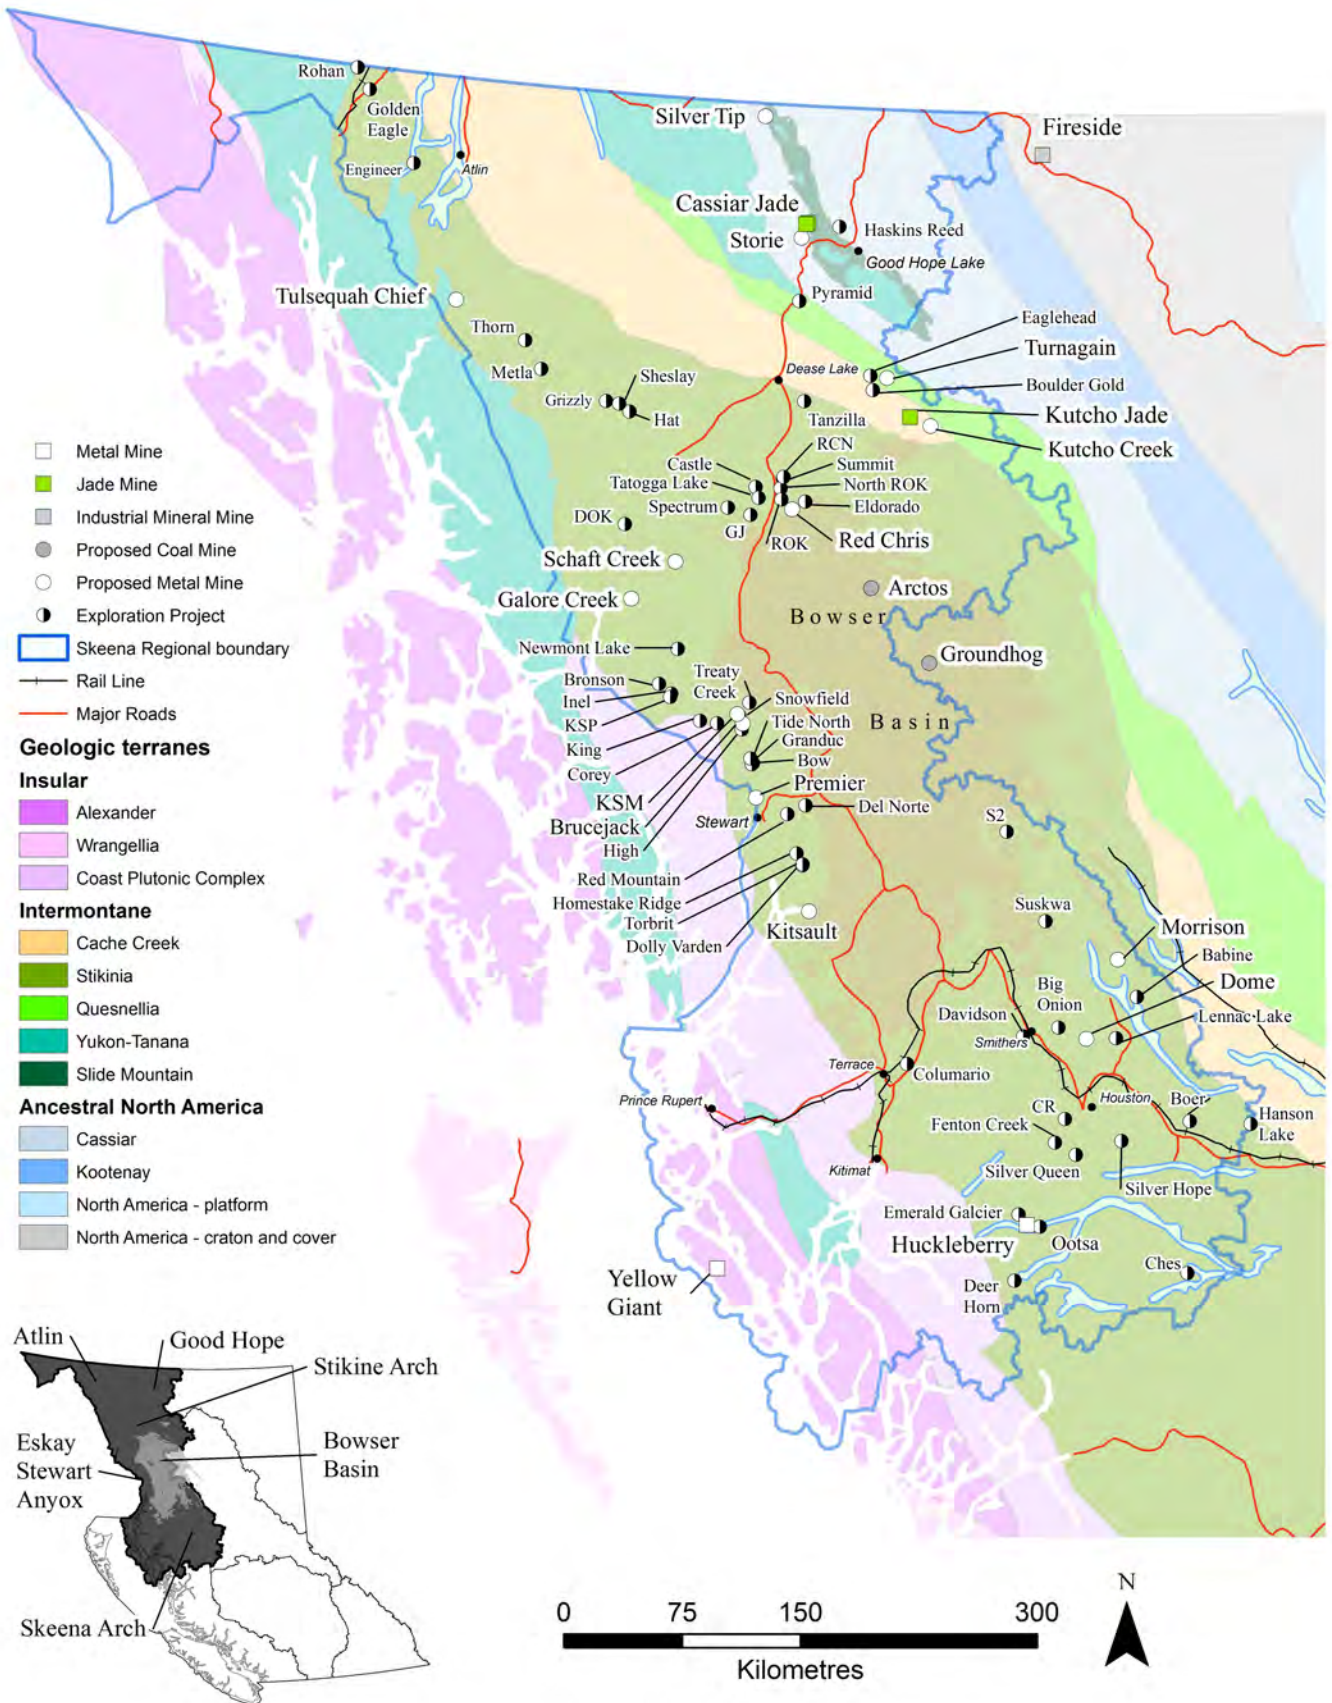 Rohan
Golden
Eagle
Engineer
Atlin
Silver Tip
Fireside
Cassiar Jade
Storie
Haskins Reed
Good Hope Lake
Pyramid
Tulsequah Chief
Thorn
Metla
Eaglehead
Turnagain
Dease Lake
Boulder Gold
Sheslay
Grizzly
Hat
Tanzilla
Kutcho Jade
Kutcho Creek
RCN
Castle
Summit
Tatogga Lake
North ROK
Spectrum
Eldorado
DOK
GJ
ROK
Red Chris
Schaft Creek
Galore Creek
Arctos
Bowser
Newmont Lake
Groundhog
Bronson
Treaty
Creek
Inel
Snowfield
KSP
Tide North
Basin
King
Granduc
Corey
Bow
KSM
Premier
Brucejack
Stewart
Del Norte
High
S2
Red Mountain
Homestake Ridge
Torbrit
Dolly Varden
Kitsault
Suskwa
Morrison
Babine
Big
Onion
Dome
Davidson
Smithers
Lennac Lake
Terrace
Columario
Prince Rupert
CR
Houston
Boer
Hanson
Lake
Fenton Creek
Kitimat
Silver Queen
Silver Hope
Emerald Galcier
Huckleberry
Ootsa
Yellow
Giant
Deer
Horn
Ches
Metal Mine
Jade Mine
Industrial Mineral Mine
Proposed Coal Mine
Proposed Metal Mine
Exploration Project
Skeena Regional boundary
Rail Line
Major Roads
Geologic terranes
Insular
Alexander
Wrangellia
Coast Plutonic Complex
Intermontane
Cache Creek
Stikinia
Quesnellia
Yukon-Tanana
Slide Mountain
Ancestral North America
Cassiar
Kootenay
North America - platform
North America - craton and cover
Atlin
Good Hope
Stikine Arch
Eskay
Stewart
Anyox
Bowser
Basin
Skeena Arch
0 75 150 300
Kilometres
N